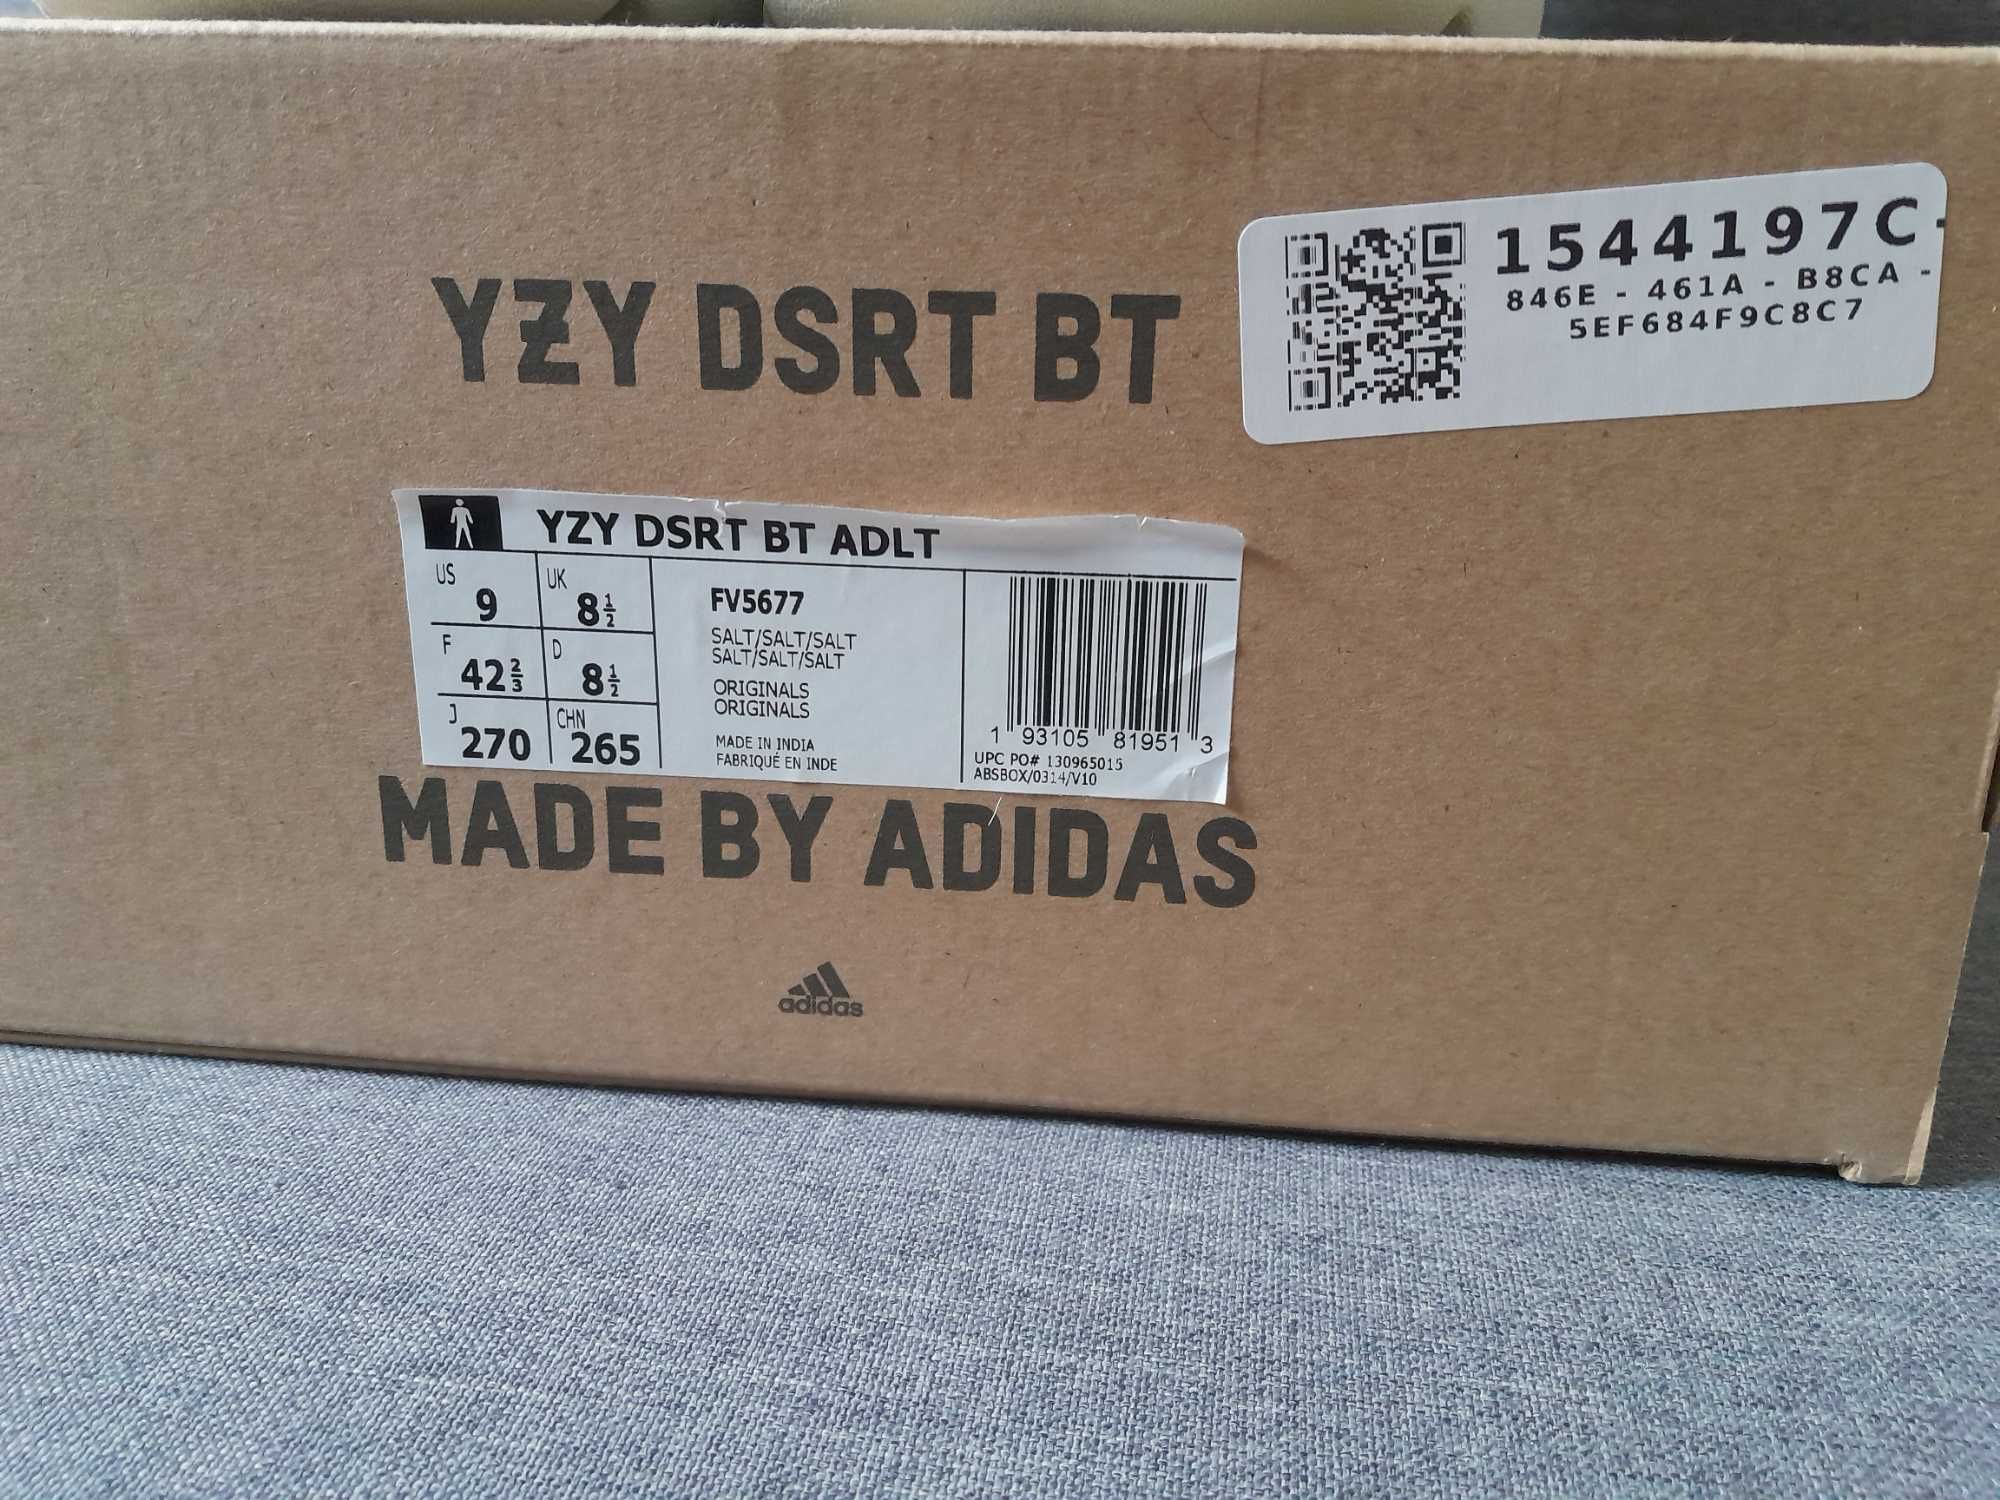 YZY DSRT BT
1544197C-
846E - 461A - B8CA -
5EF684F9C8C7
YZY DSRT BT ADLT
US 9
UK 8½
F 42⅔
D 8½
J 270
CHN 265
FV5677
SALT/SALT/SALT
SALT/SALT/SALT
ORIGINALS
ORIGINALS
MADE IN INDIA
FABRIQUÉ EN INDE
1 93105 81951 3
UPC PO# 130965015
ABSBOX/0314/V10
MADE BY ADIDAS
adidas